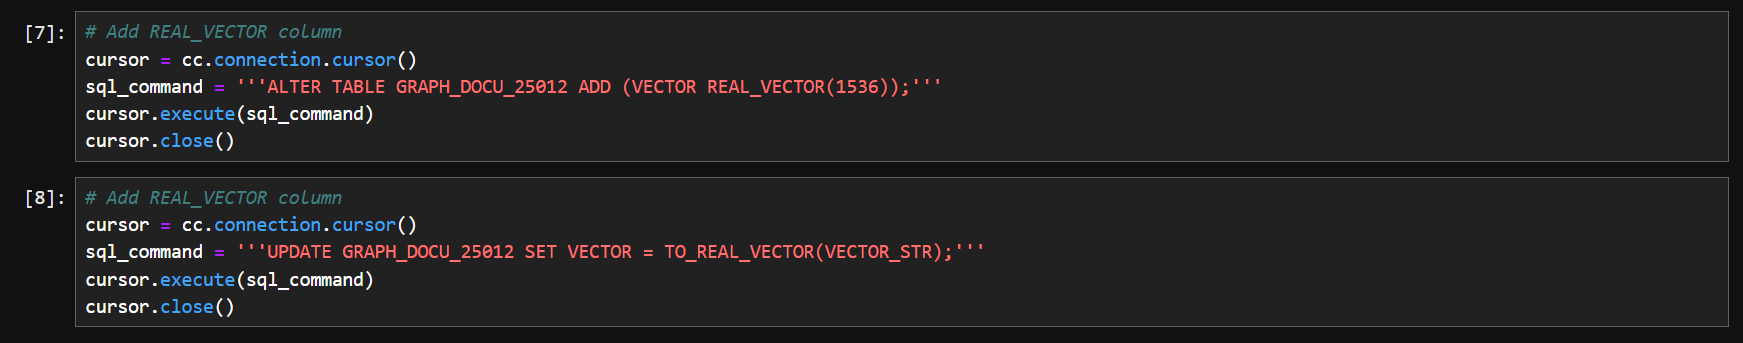 [7]: # Add REAL_VECTOR column
cursor = cc.connection.cursor()
sql_command = '''ALTER TABLE GRAPH_DOCU_25012 ADD (VECTOR REAL_VECTOR(1536));'''
cursor.execute(sql_command)
cursor.close()
[8]: # Add REAL_VECTOR column
cursor = cc.connection.cursor()
sql_command = '''UPDATE GRAPH_DOCU_25012 SET VECTOR = TO_REAL_VECTOR(VECTOR_STR);'''
cursor.execute(sql_command)
cursor.close()